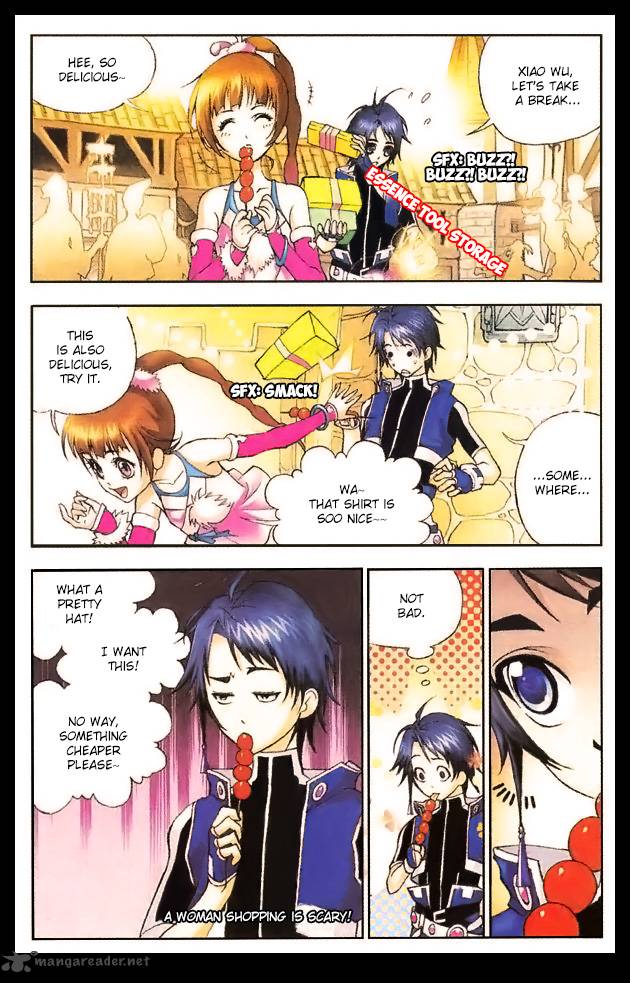 HEE, SO
DELICIOUS~
XIAO WU,
LET'S TAKE
A BREAK...
SFX: BUZZ?!
BUZZ?! BUZZ?!
ESSENCE TOOL STORAGE
THIS
IS ALSO
DELICIOUS,
TRY IT.
SFX: SMACK!
WA~
THAT SHIRT IS
SOO NICE~~
...SOME...
WHERE...
WHAT A
PRETTY
HAT!
I WANT
THIS!
NO WAY,
SOMETHING
CHEAPER
PLEASE~
A WOMAN SHOPPING IS SCARY!
NOT
BAD.
mangareader.net